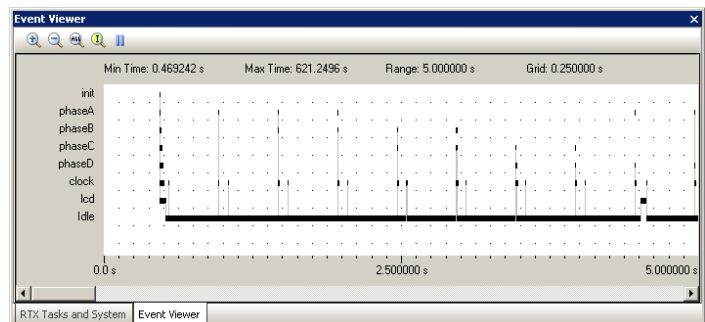 Event Viewer
ALL
Min Time: 0.469242 s Max Time: 621.2496 s Range: 5.000000 s Grid: 0.250000 s
init
phaseA
phaseB
phaseC
phaseD
clock
lcd
Idle
0.0 s 2.500000 s 5.000000 s
RTX Tasks and System Event Viewer